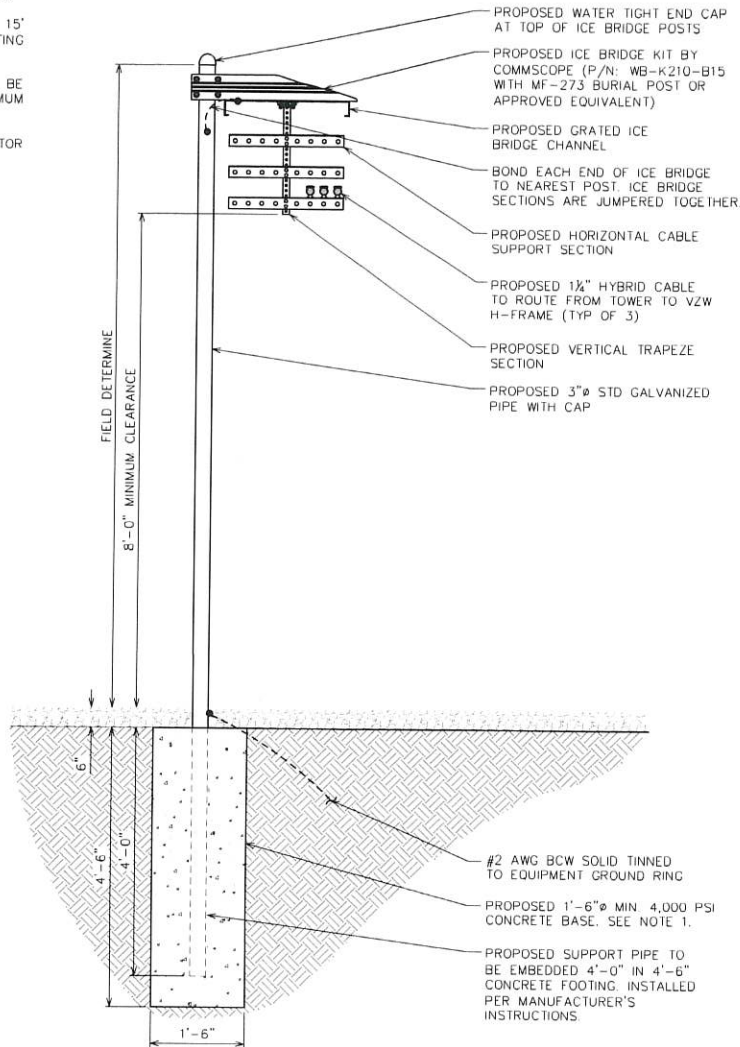 15'
TING
BE
MUM
TOR
PROPOSED WATER TIGHT END CAP
AT TOP OF ICE BRIDGE POSTS
PROPOSED ICE BRIDGE KIT BY
COMMSCOPE (P/N: WB-K210-B15
WITH MF-273 BURIAL POST OR
APPROVED EQUIVALENT)
PROPOSED GRATED ICE
BRIDGE CHANNEL
BOND EACH END OF ICE BRIDGE
TO NEAREST POST. ICE BRIDGE
SECTIONS ARE JUMPERED TOGETHER.
PROPOSED HORIZONTAL CABLE
SUPPORT SECTION
PROPOSED 1¼" HYBRID CABLE
TO ROUTE FROM TOWER TO VZW
H-FRAME (TYP OF 3)
PROPOSED VERTICAL TRAPEZE
SECTION
PROPOSED 3"ø STD GALVANIZED
PIPE WITH CAP
FIELD DETERMINE
8'-0" MINIMUM CLEARANCE
6"
4'-6"
4'-0"
1'-6"
#2 AWG BCW SOLID TINNED
TO EQUIPMENT GROUND RING
PROPOSED 1'-6"ø MIN. 4,000 PSI
CONCRETE BASE. SEE NOTE 1.
PROPOSED SUPPORT PIPE TO
BE EMBEDDED 4'-0" IN 4'-6"
CONCRETE FOOTING. INSTALLED
PER MANUFACTURER'S
INSTRUCTIONS.